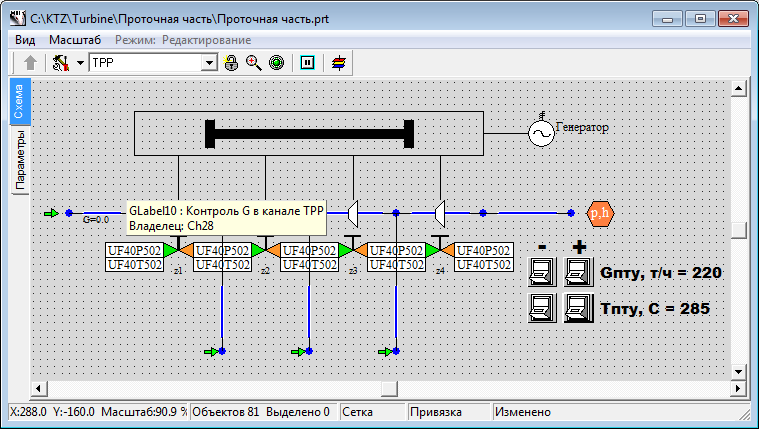 C:\KTZ\Turbine\Проточная часть\Проточная часть.prt
Вид Масштаб Режим: Редактирование
TPP
Схема
Параметры
Генератор
G=0.0
GLabel10 : Контроль G в канале TPP
Владелец: Ch28
p,h
UF40P502 UF40P502 UF40P502 UF40P502 UF40P502
UF40T502 UF40T502 UF40T502 UF40T502 UF40T502
z1 z2 z3 z4
- +
Gпту, т/ч = 220
Tпту, С = 285
X:288.0 Y:-160.0 Масштаб:90.9 % Объектов 81 Выделено 0 Сетка Привязка Изменено